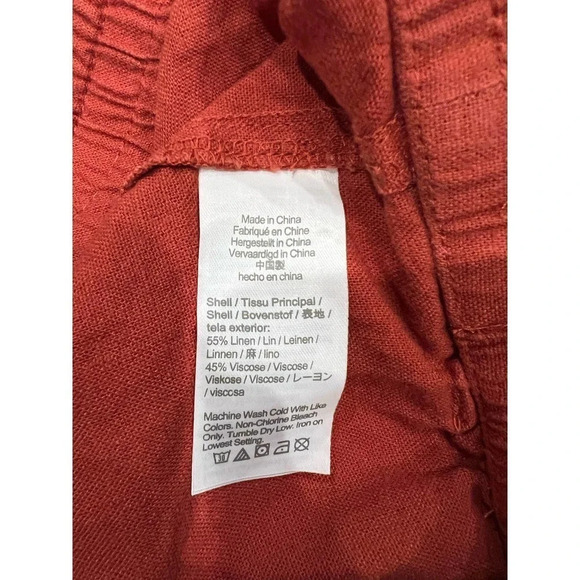 Made in China
Fabriqué en Chine
Hergestellt in China
Vervaardigd in China
中国製
hecho en china
Shell / Tissu Principal /
Shell / Bovenstof / 表地 /
tela exterior:
55% Linen / Lin / Leinen /
Linnen / 麻 / lino
45% Viscose / Viscose /
Viskose / Viscose / レーヨン
/ viscosa
Machine Wash Cold With Like
Colors. Non-Chlorine Bleach
Only. Tumble Dry Low. Iron on
Lowest Setting.